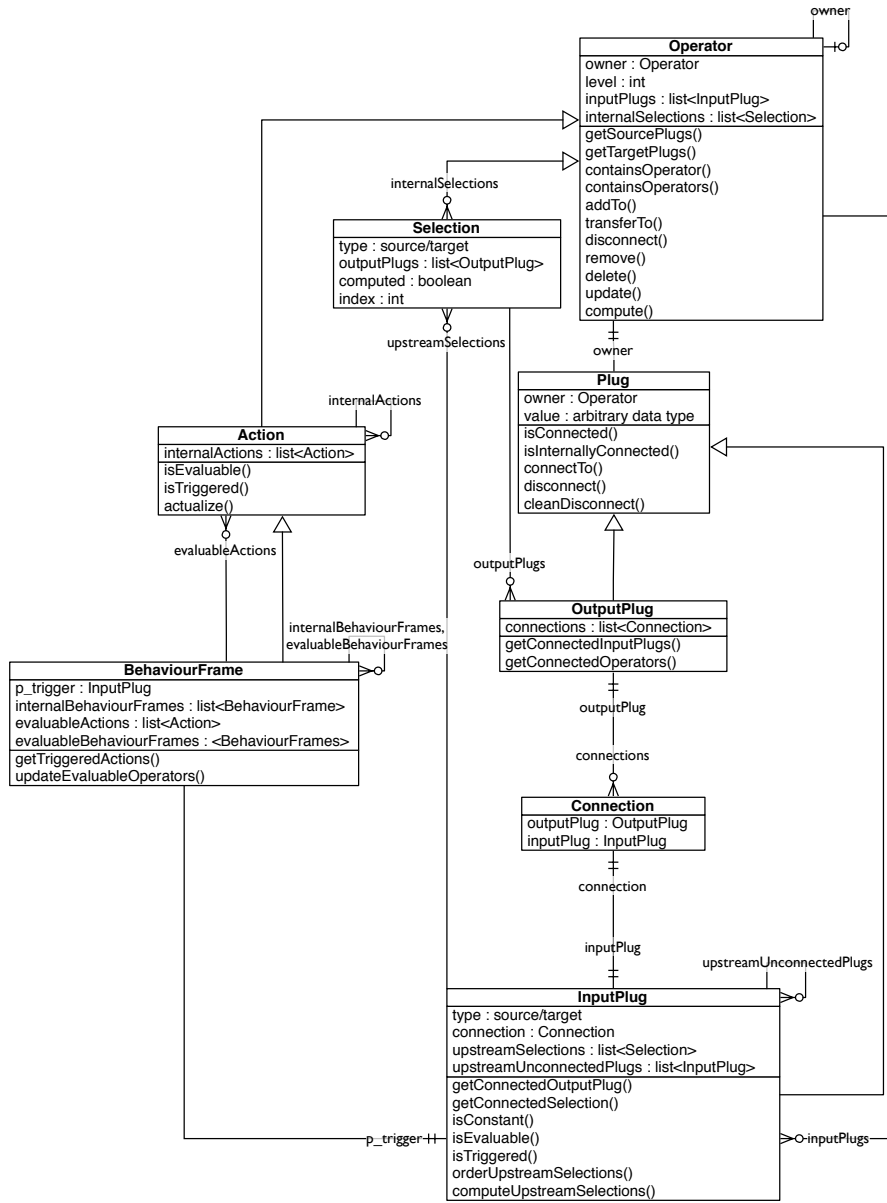 owner
Operator
owner : Operator
level : int
inputPlugs : list<InputPlug>
internalSelections : list<Selection>
getSourcePlugs()
getTargetPlugs()
containsOperator()
containsOperators()
addTo()
transferTo()
disconnect()
remove()
delete()
update()
compute()
internalSelections
Selection
type : source/target
outputPlugs : list<OutputPlug>
computed : boolean
index : int
upstreamSelections
owner
Plug
owner : Operator
value : arbitrary data type
isConnected()
isInternallyConnected()
connectTo()
disconnect()
cleanDisconnect()
internalActions
Action
internalActions : list<Action>
isEvaluable()
isTriggered()
actualize()
evaluableActions
outputPlugs
OutputPlug
connections : list<Connection>
getConnectedInputPlugs()
getConnectedOperators()
internalBehaviourFrames,
evaluableBehaviourFrames
BehaviourFrame
p_trigger : InputPlug
internalBehaviourFrames : list<BehaviourFrame>
evaluableActions : list<Action>
evaluableBehaviourFrames : <BehaviourFrames>
getTriggeredActions()
updateEvaluableOperators()
outputPlug
connections
Connection
outputPlug : OutputPlug
inputPlug : InputPlug
connection
inputPlug
upstreamUnconnectedPlugs
InputPlug
type : source/target
connection : Connection
upstreamSelections : list<Selection>
upstreamUnconnectedPlugs : list<InputPlug>
getConnectedOutputPlug()
getConnectedSelection()
isConstant()
isEvaluable()
isTriggered()
orderUpstreamSelections()
computeUpstreamSelections()
p_trigger
inputPlugs